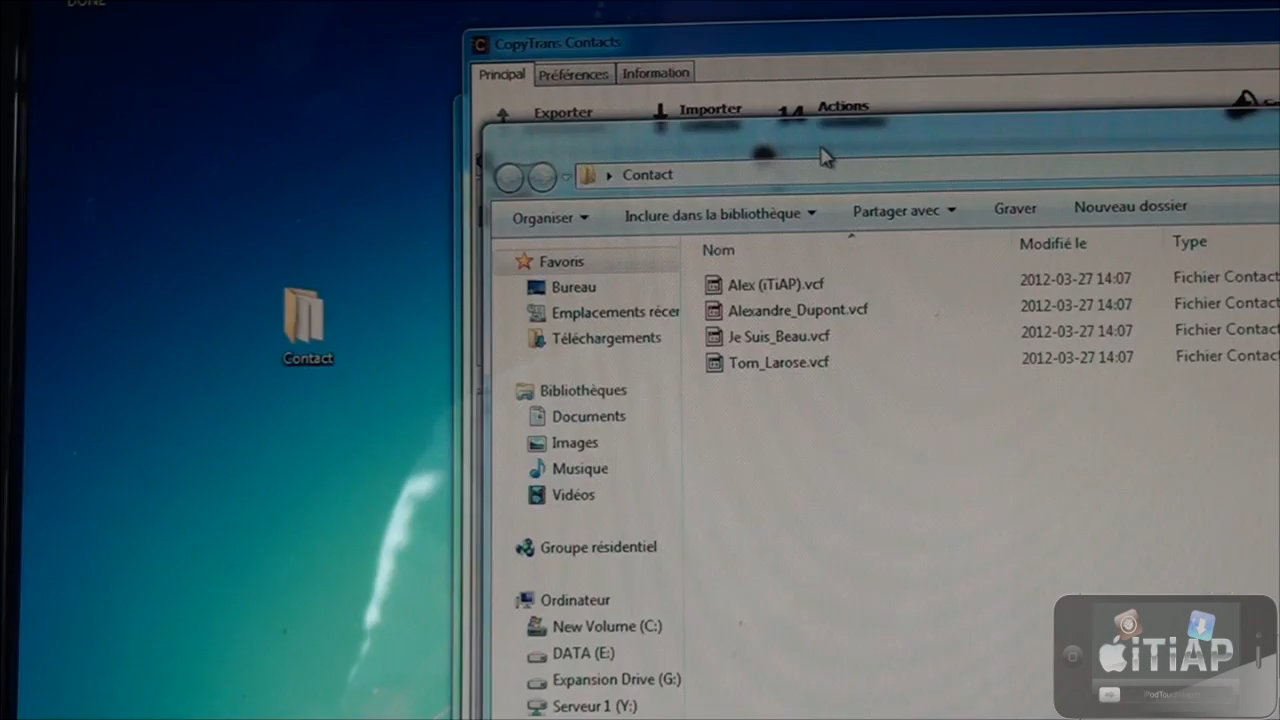 DONE
CopyTrans Contacts
Principal Préférences Information
Exporter Importer 14 Actions
Contact
Organiser Inclure dans la bibliothèque Partager avec Graver Nouveau dossier
Nom Modifié le Type
Favoris
Bureau
Emplacements récer
Téléchargements
Alex (iTiAP).vcf 2012-03-27 14:07 Fichier Contact
Alexandre_Dupont.vcf 2012-03-27 14:07 Fichier Contact
Je Suis_Beau.vcf 2012-03-27 14:07 Fichier Contact
Tom_Larose.vcf 2012-03-27 14:07 Fichier Contact
Bibliothèques
Documents
Images
Musique
Vidéos
Groupe résidentiel
Ordinateur
New Volume (C:)
DATA (E:)
Expansion Drive (G:)
Serveur1 (Y:)
Contact
iTiAP